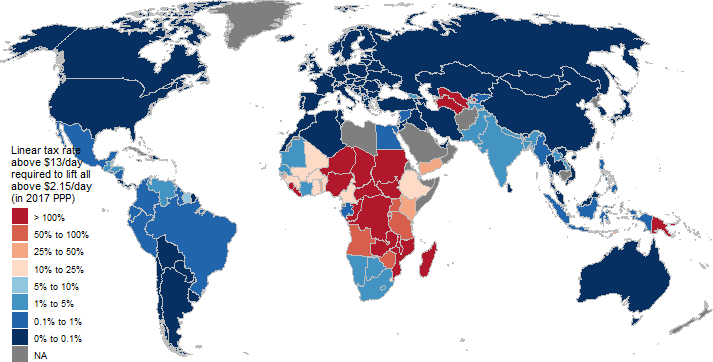 Linear tax rate
above $13/day
required to lift all
above $2.15/day
(in 2017 PPP)
> 100%
50% to 100%
25% to 50%
10% to 25%
5% to 10%
1% to 5%
0.1% to 1%
0% to 0.1%
NA